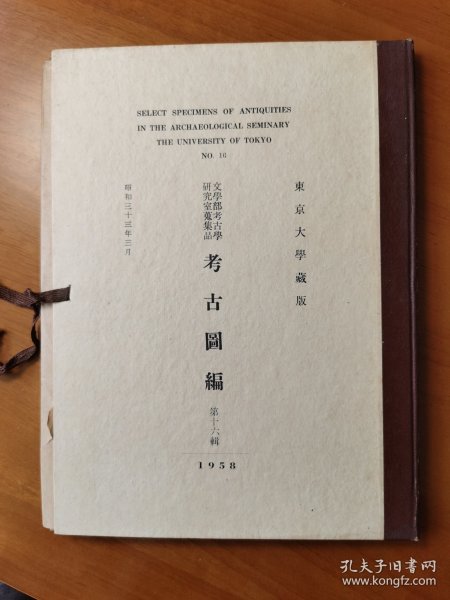 SELECT SPECIMENS OF ANTIQUITIES
IN THE ARCHAEOLOGICAL SEMINARY
THE UNIVERSITY OF TOKYO
NO. 16
東京大學藏版
文學部考古學
研究室蒐集品
考古圖編
第十六輯
昭和三十三年三月
1958
孔夫子旧书网
www.kongfz.com